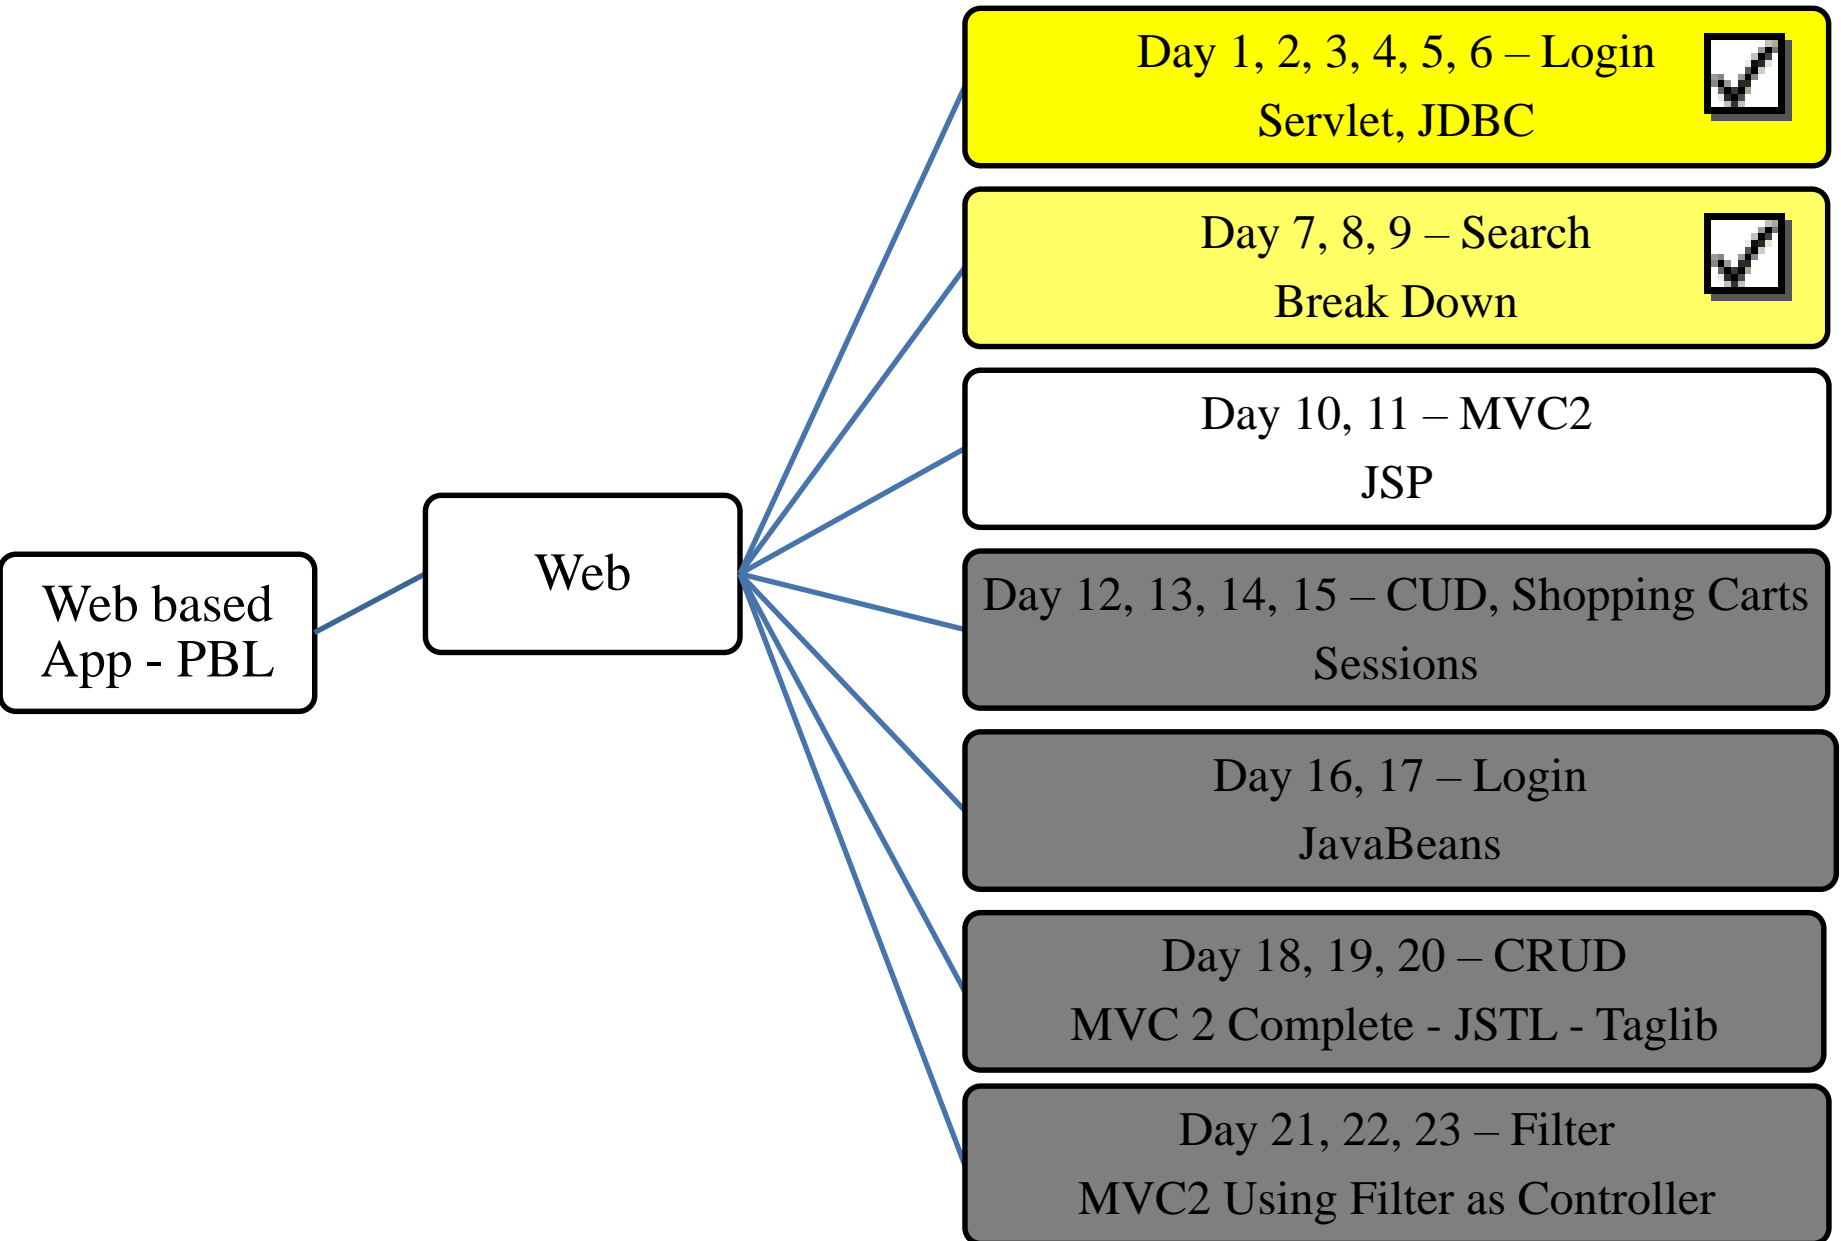 Web based
App - PBL
Web
Day 1, 2, 3, 4, 5, 6 – Login
Servlet, JDBC
Day 7, 8, 9 – Search
Break Down
Day 10, 11 – MVC2
JSP
Day 12, 13, 14, 15 – CUD, Shopping Carts
Sessions
Day 16, 17 – Login
JavaBeans
Day 18, 19, 20 – CRUD
MVC 2 Complete - JSTL - Taglib
Day 21, 22, 23 – Filter
MVC2 Using Filter as Controller